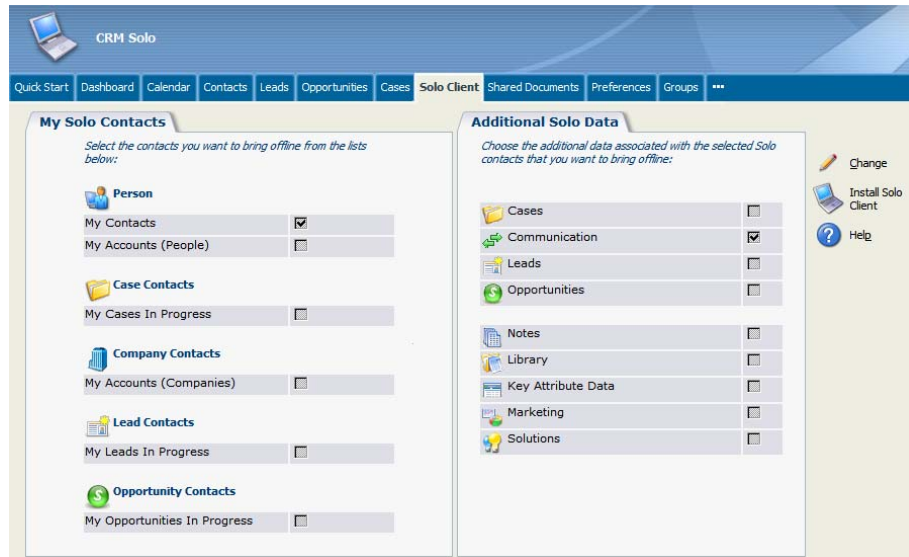 CRM Solo
Quick Start Dashboard Calendar Contacts Leads Opportunities Cases Solo Client Shared Documents Preferences Groups
My Solo Contacts
Select the contacts you want to bring offline from the lists
below:
Person
My Contacts
My Accounts (People)
Case Contacts
My Cases In Progress
Company Contacts
My Accounts (Companies)
Lead Contacts
My Leads In Progress
Opportunity Contacts
My Opportunities In Progress
Additional Solo Data
Choose the additional data associated with the selected Solo
contacts that you want to bring offline:
Cases
Communication
Leads
Opportunities
Notes
Library
Key Attribute Data
Marketing
Solutions
Change
Install Solo
Client
Help